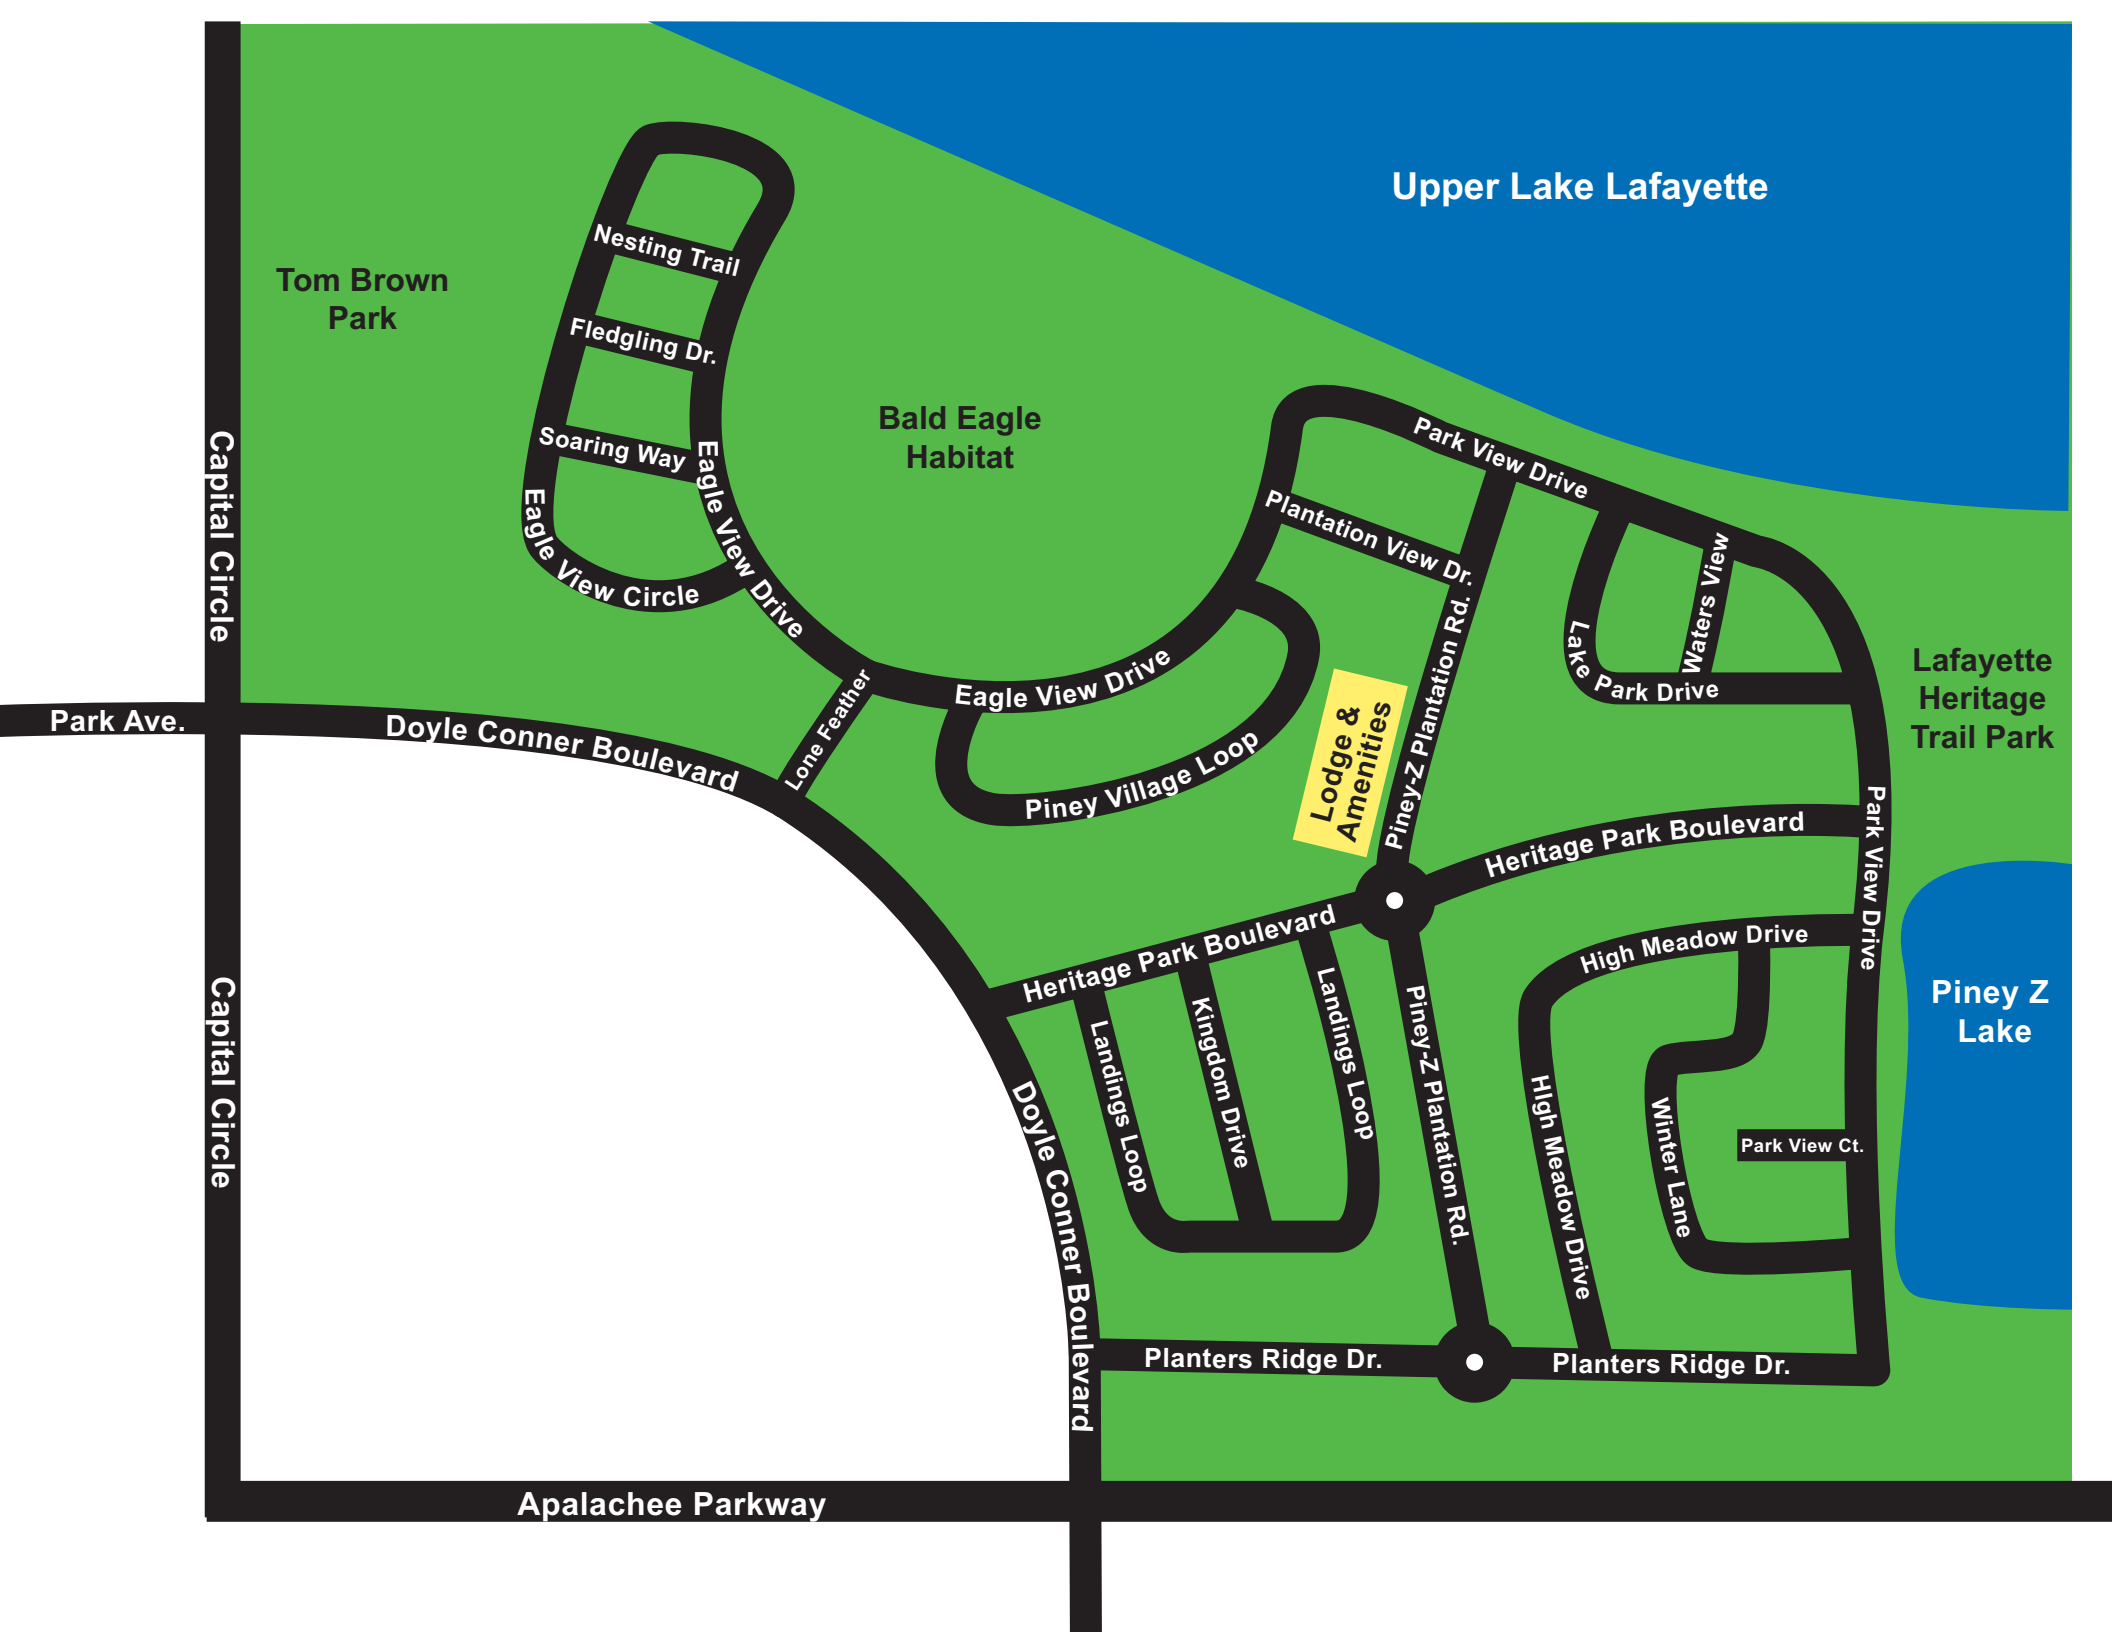 Upper Lake Lafayette
Nesting Trail
Tom Brown
Park
Fledgling Dr.
Bald Eagle
Habitat
Soaring Way
Park View Drive
Capital Circle
Eagle View Drive
Eagle View Circle
Plantation View Dr.
Waters View
Lake Park Drive
Lafayette
Heritage
Trail Park
Piney-Z Plantation Rd.
Eagle View Drive
Lone Feather
Park Ave.
Doyle Conner Boulevard
Piney Village Loop
Lodge &
Amenities
Heritage Park Boulevard
Park View Drive
Heritage Park Boulevard
High Meadow Drive
Piney Z
Lake
Capital Circle
Landings Loop
Kingdom Drive
Landings Loop
Piney-Z Plantation Rd.
HIgh Meadow Drive
Winter Lane
Park View Ct.
Doyle Conner Boulevard
Planters Ridge Dr.
Planters Ridge Dr.
Apalachee Parkway